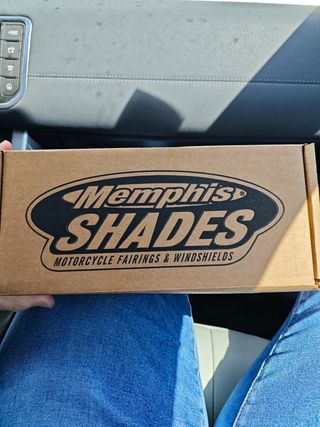 Memphis
SHADES
MOTORCYCLE FAIRINGS & WINDSHIELDS